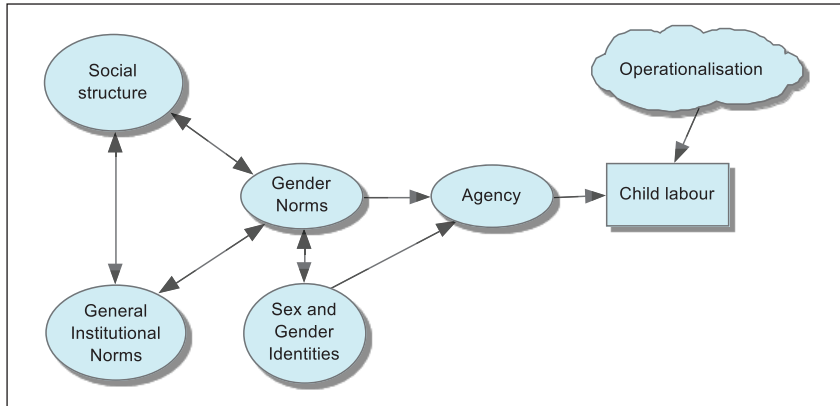 Social
structure
Operationalisation
Gender
Norms
Agency
Child labour
General
Institutional
Norms
Sex and
Gender
Identities